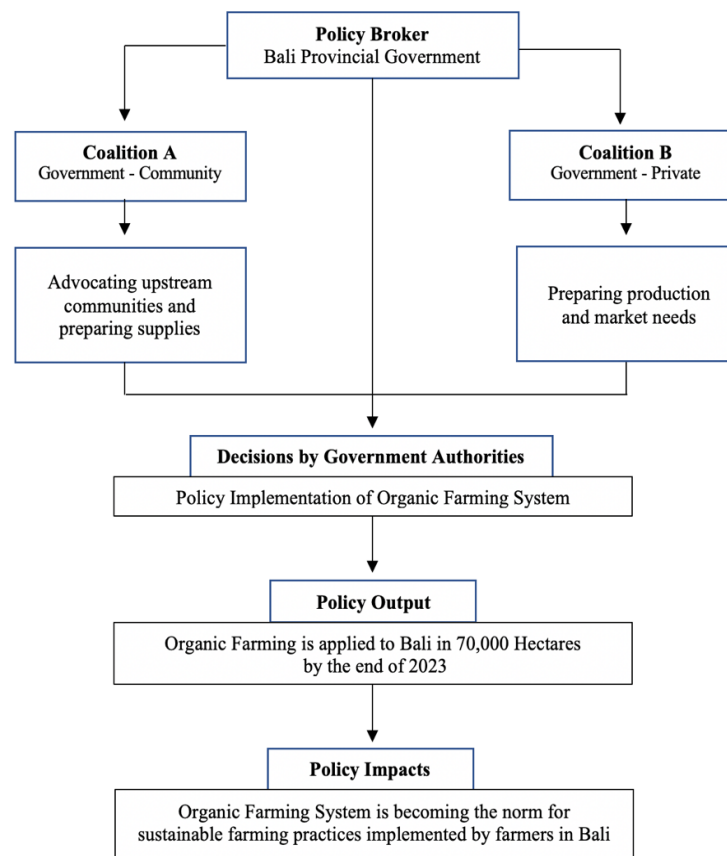 Policy Broker
Bali Provincial Government
Coalition A
Government - Community
Coalition B
Government - Private
Advocating upstream
communities and
preparing supplies
Preparing production
and market needs
Decisions by Government Authorities
Policy Implementation of Organic Farming System
Policy Output
Organic Farming is applied to Bali in 70,000 Hectares
by the end of 2023
Policy Impacts
Organic Farming System is becoming the norm for
sustainable farming practices implemented by farmers in Bali